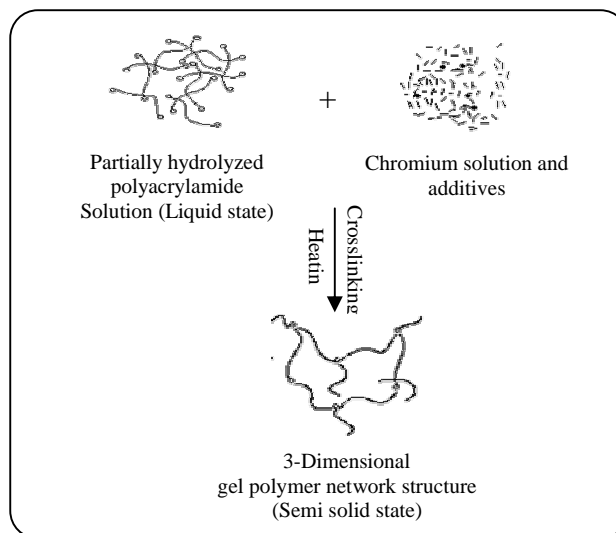 +
Partially hydrolyzed
polyacrylamide
Solution (Liquid state)
Chromium solution and
additives
Crosslinking
Heatin
3-Dimensional
gel polymer network structure
(Semi solid state)